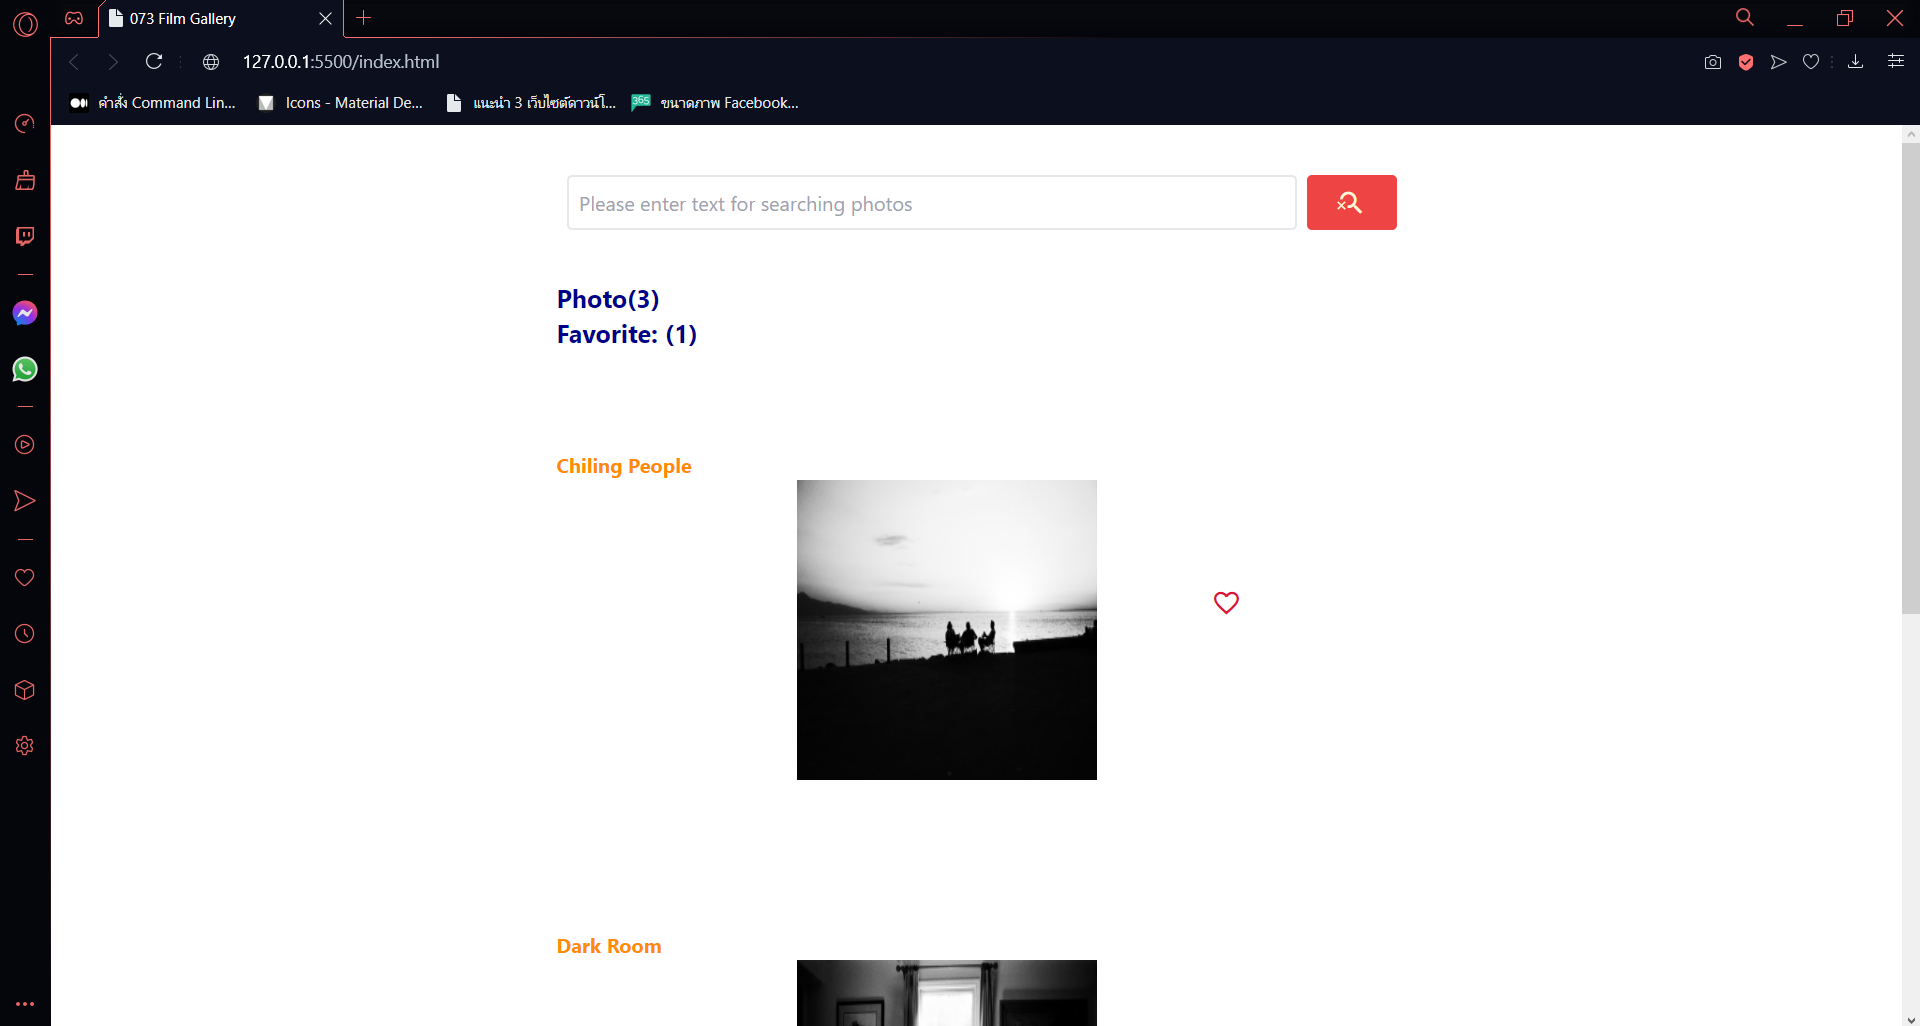 073 Film Gallery
127.0.0.1:5500/index.html
คำสั่ง Command Lin...
Icons - Material De...
แนะนำ 3 เว็บไซต์ดาวน์โ...
365
ขนาดภาพ Facebook...
Please enter text for searching photos
Photo(3)
Favorite: (1)
Chiling People
Dark Room